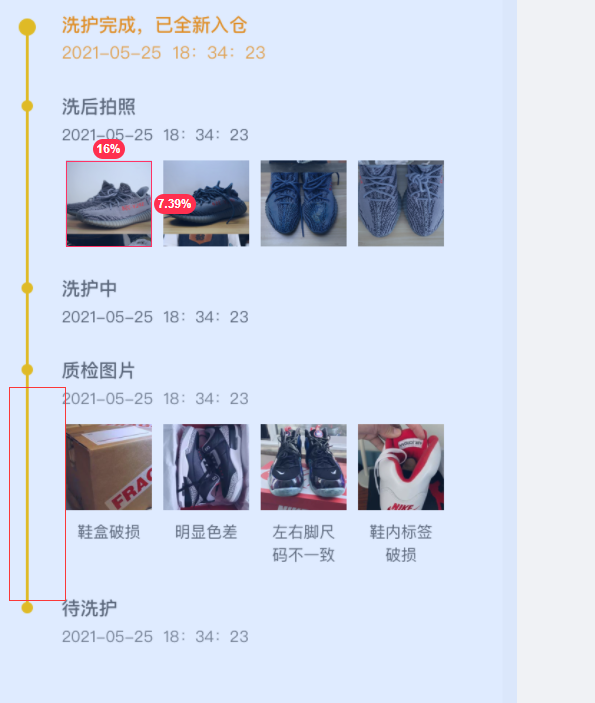 洗护完成，已全新入仓
2021-05-25 18：34：23
洗后拍照
2021-05-25 18：34：23
16%
7.39%
洗护中
2021-05-25 18：34：23
质检图片
2021-05-25 18：34：23
FRAG
NIKE
鞋盒破损
明显色差
左右脚尺
码不一致
鞋内标签
破损
待洗护
2021-05-25 18：34：23